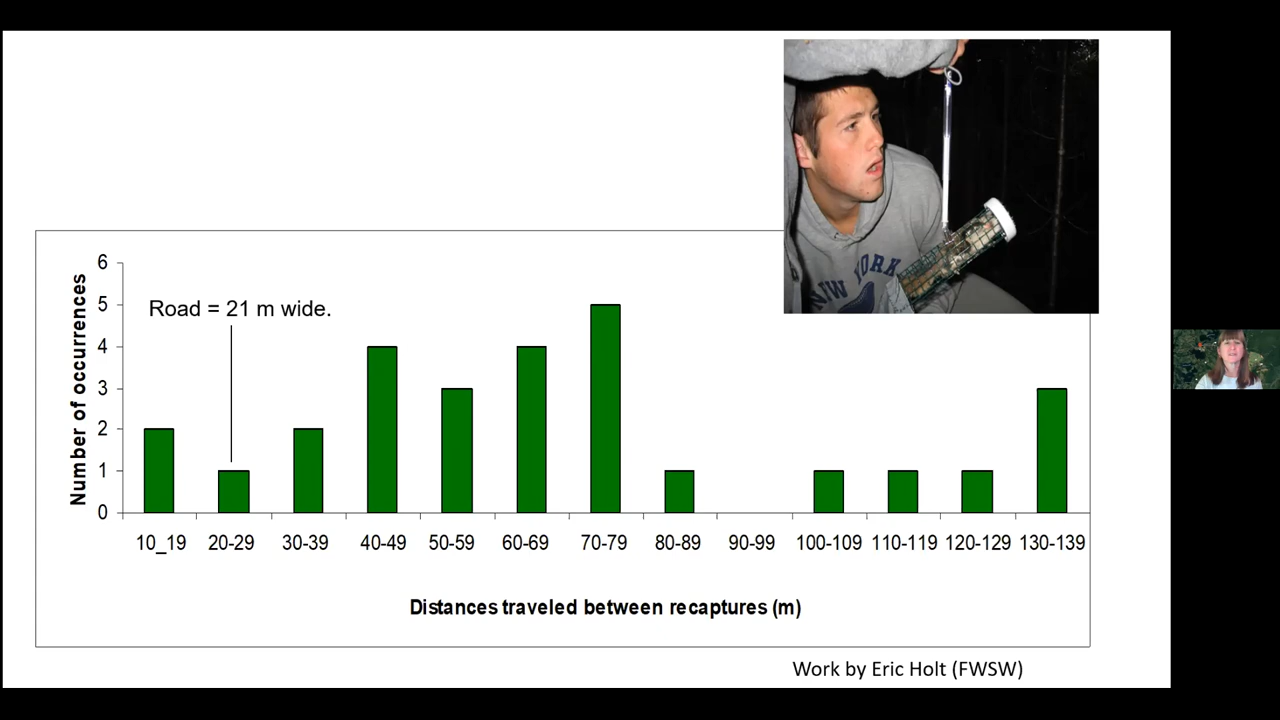 NEW YORK
6
5
4
3
2
1
0
Number of occurrences
Road = 21 m wide.
10_19 20-29 30-39 40-49 50-59 60-69 70-79 80-89 90-99 100-109 110-119 120-129 130-139
Distances traveled between recaptures (m)
Work by Eric Holt (FWSW)